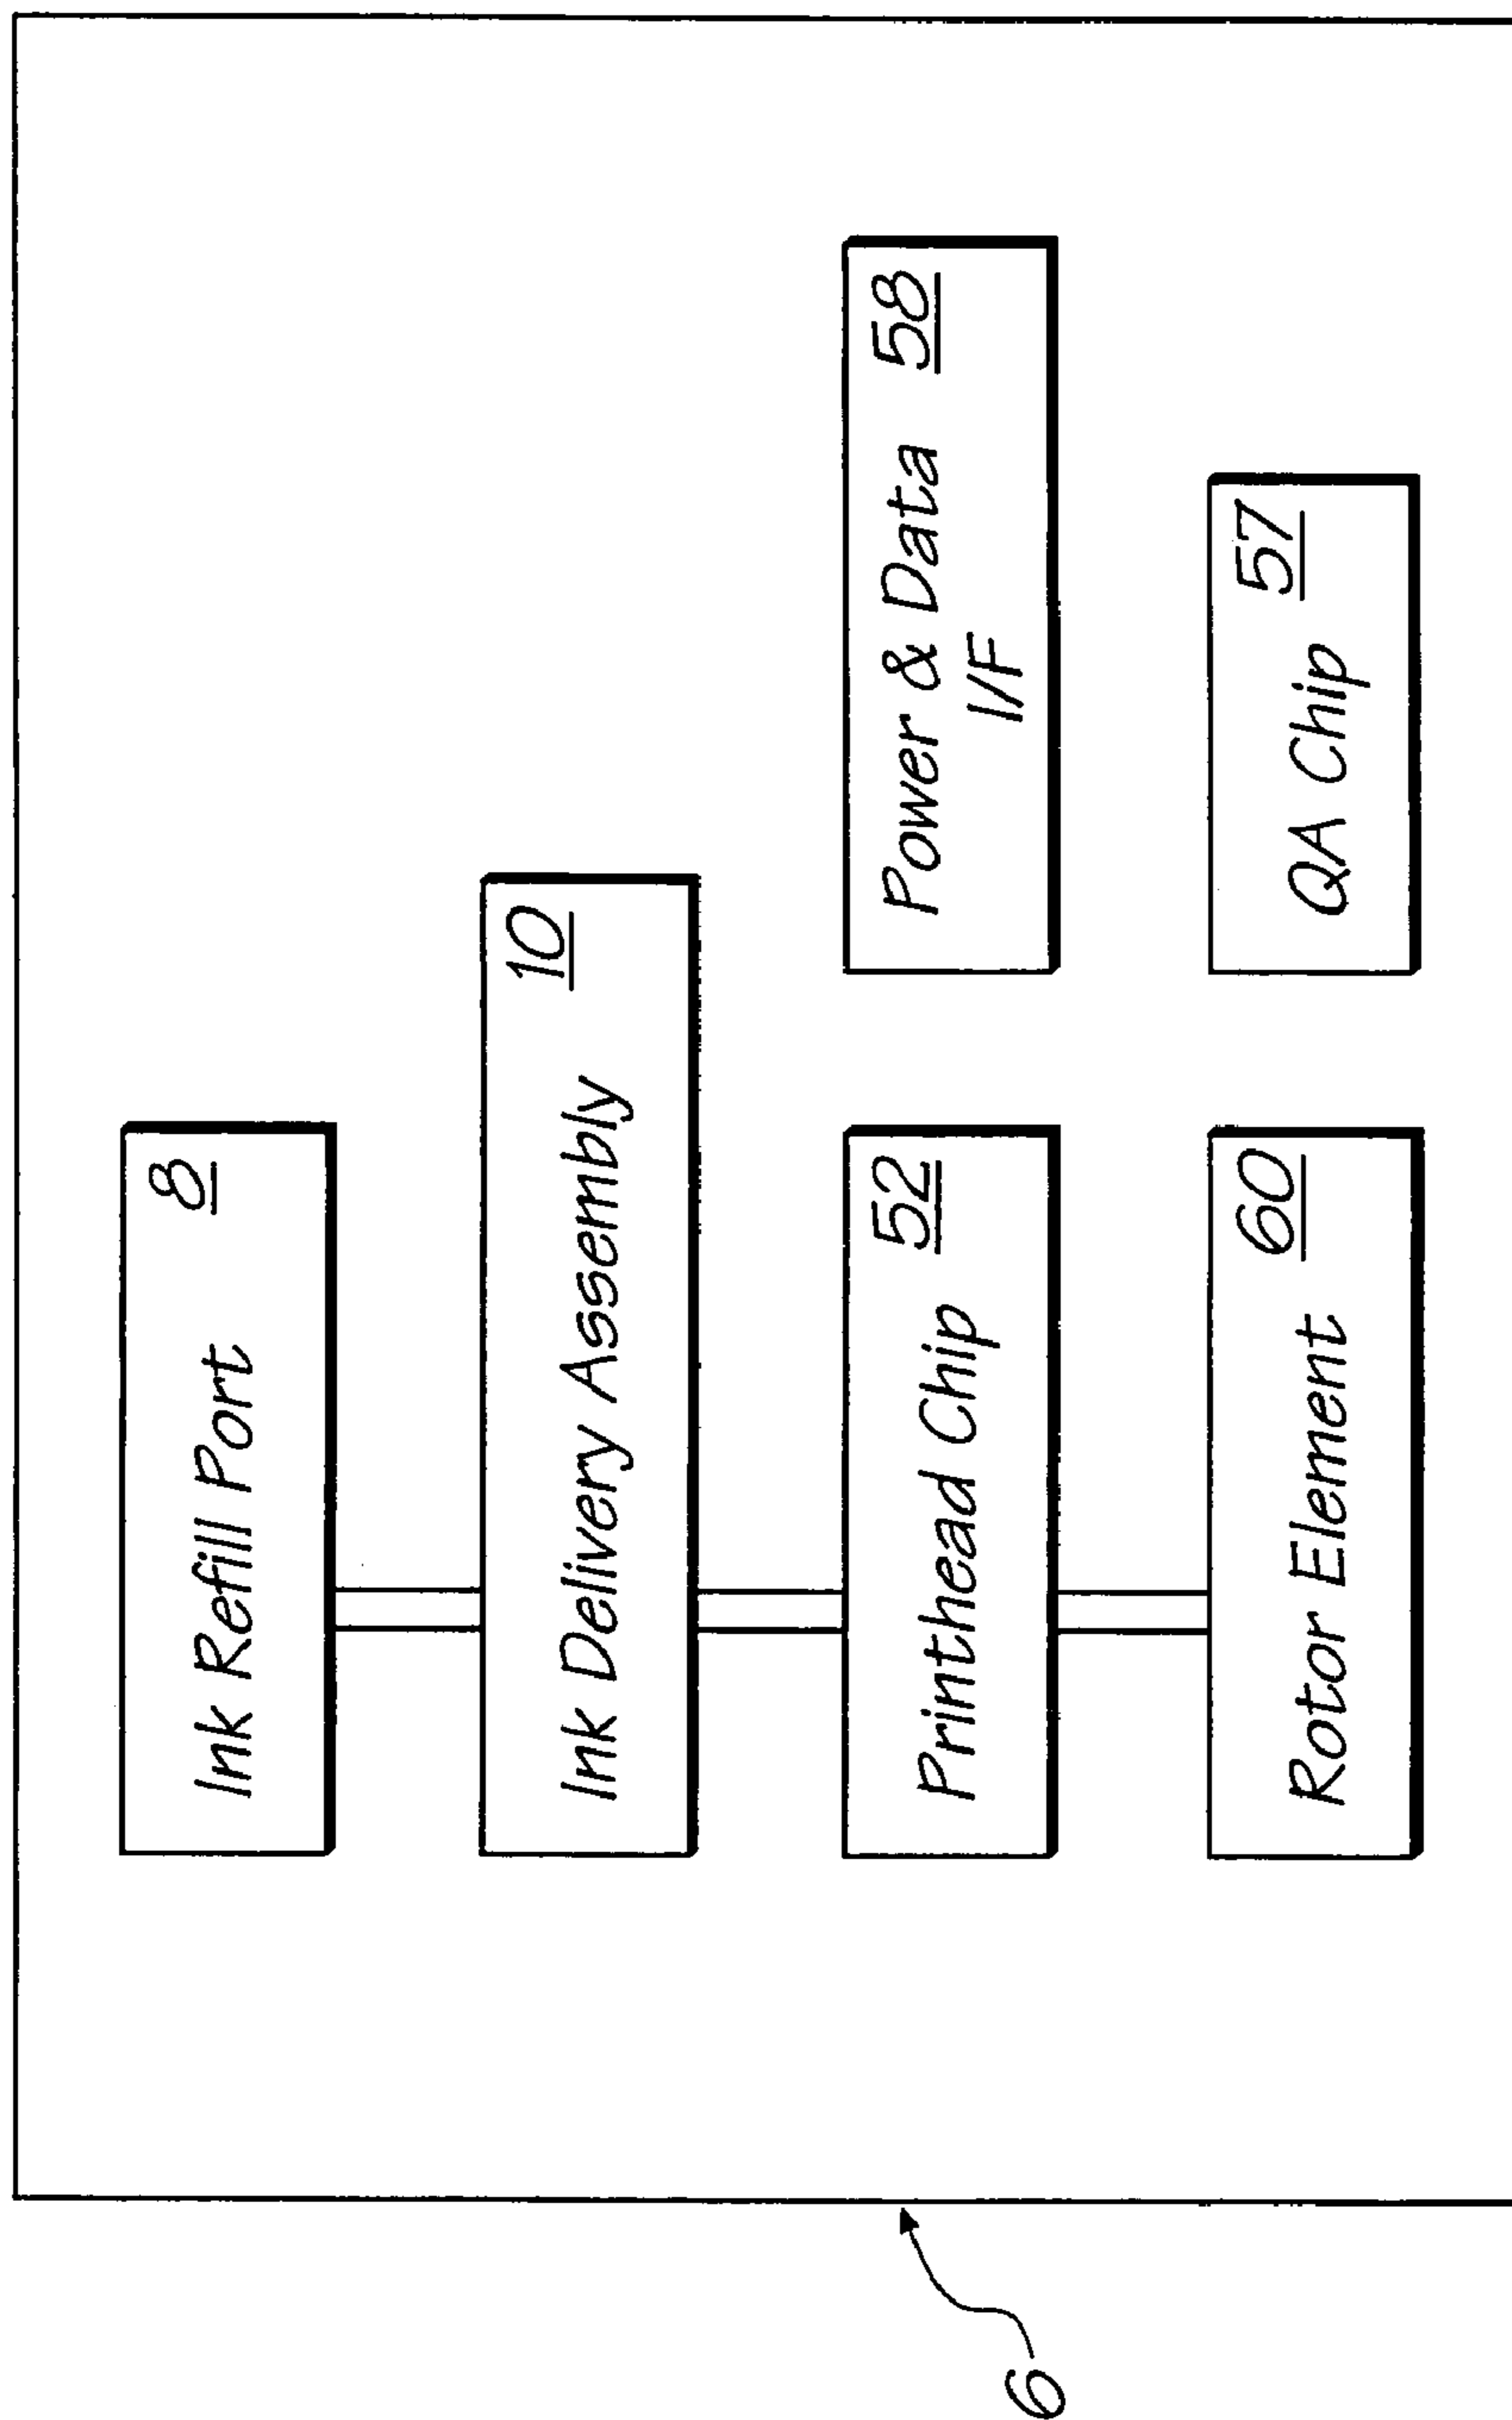 Ink Refill Port 8
Ink Delivery Assembly 10
Printhead Chip 52
Power & Data 58
I/F
Rotor Element 60
QA Chip 57
6